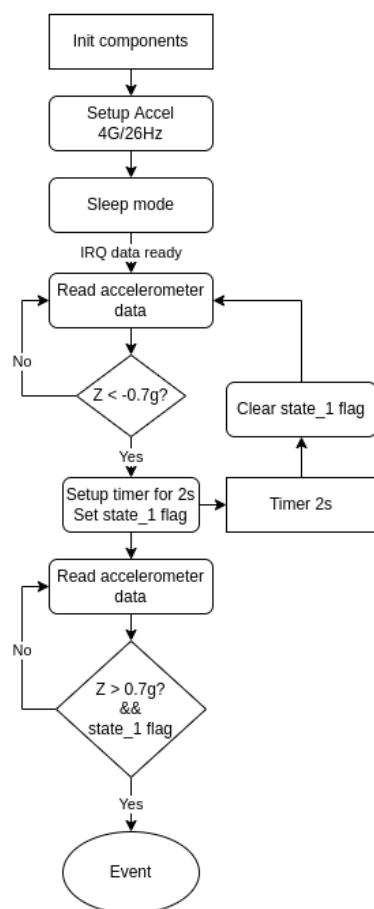 Init components
Setup Accel
4G/26Hz
Sleep mode
IRQ data ready
Read accelerometer
data
No
Z < -0.7g?
Clear state_1 flag
Yes
Setup timer for 2s
Set state_1 flag
Timer 2s
Read accelerometer
data
No
Z > 0.7g?
&&
state_1 flag
Yes
Event